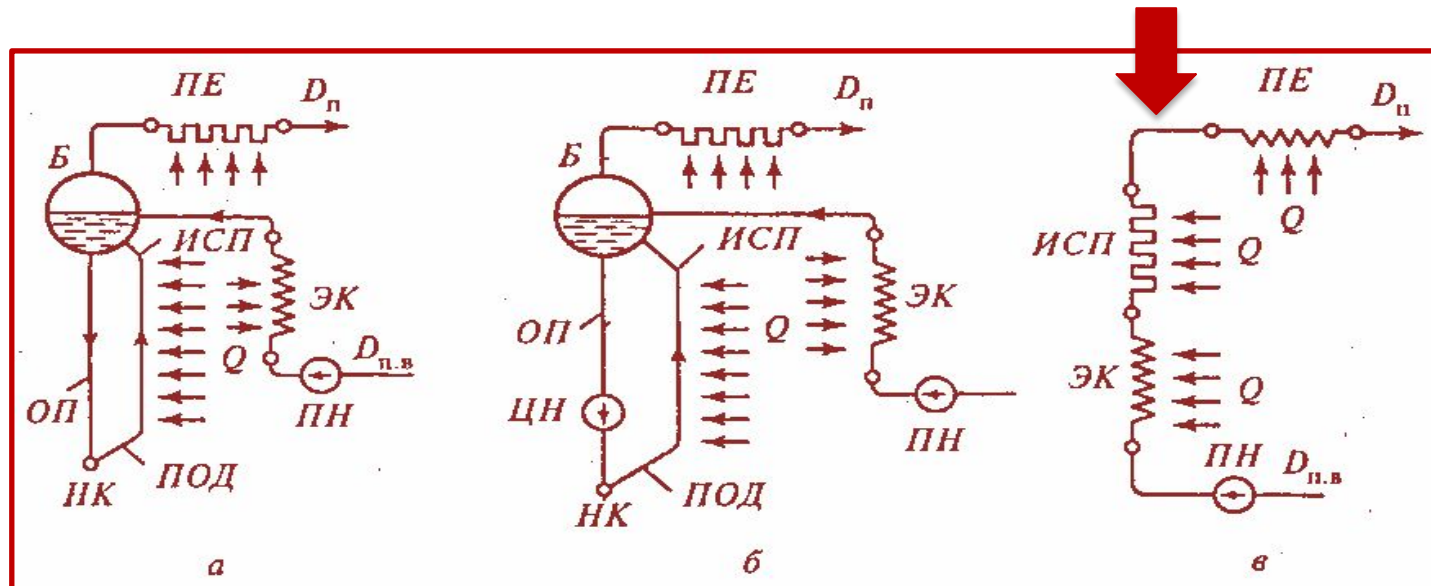 ПЕ
Dп
Б
ИСП
ЭК
Q
Dп.в
ОП
ПН
ПОД
НК
а
ПЕ
Dп
Б
ИСП
ЭК
ОП
Q
ЦН
ПН
ПОД
НК
б
ПЕ
Dп
Q
ИСП
Q
ЭК
Q
ПН
Dп.в
в